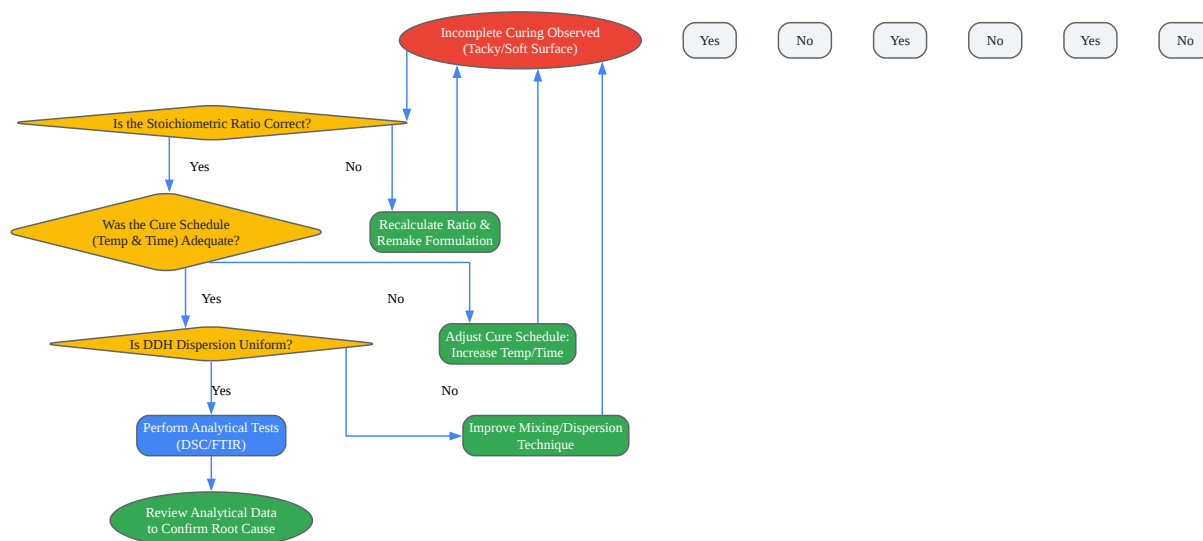 Incomplete Curing Observed
(Tacky/Soft Surface)
Yes
No
Yes
No
Yes
No
Is the Stoichiometric Ratio Correct?
Yes
No
Was the Cure Schedule
(Temp & Time) Adequate?
Recalculate Ratio &
Remake Formulation
Yes
No
Is DDH Dispersion Uniform?
Adjust Cure Schedule:
Increase Temp/Time
Yes
No
Perform Analytical Tests
(DSC/FTIR)
Improve Mixing/Dispersion
Technique
Review Analytical Data
to Confirm Root Cause